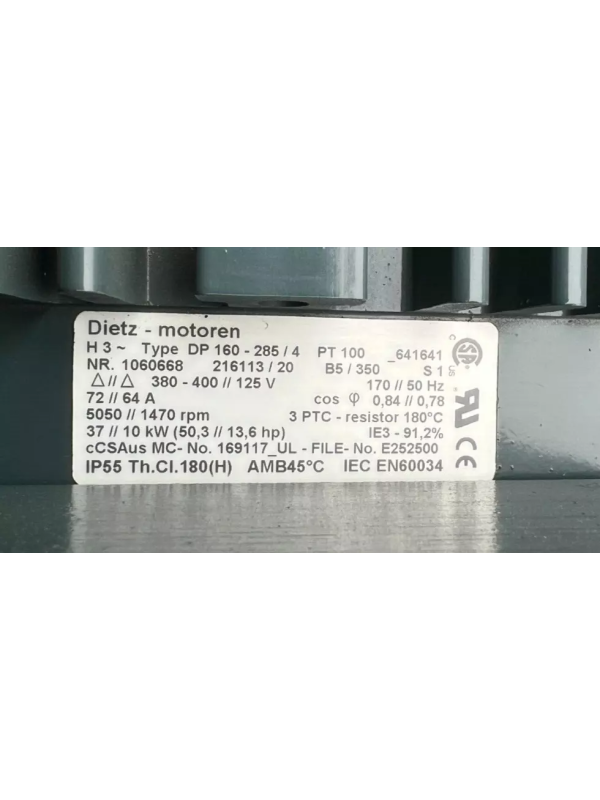 Dietz - motoren
H 3 ~ Type DP 160 - 285 / 4 PT 100 _641641
NR. 1060668 216113 / 20 B5 / 350 S 1
△ // △ 380 - 400 // 125 V 170 // 50 Hz
72 // 64 A cos φ 0,84 // 0,78
5050 // 1470 rpm 3 PTC - resistor 180°C
37 // 10 kW (50,3 // 13,6 hp) IE3 - 91,2%
cCSAus MC- No. 169117_UL - FILE- No. E252500
IP55 Th.Cl.180(H) AMB45°C IEC EN60034
C SA US
UR
CE